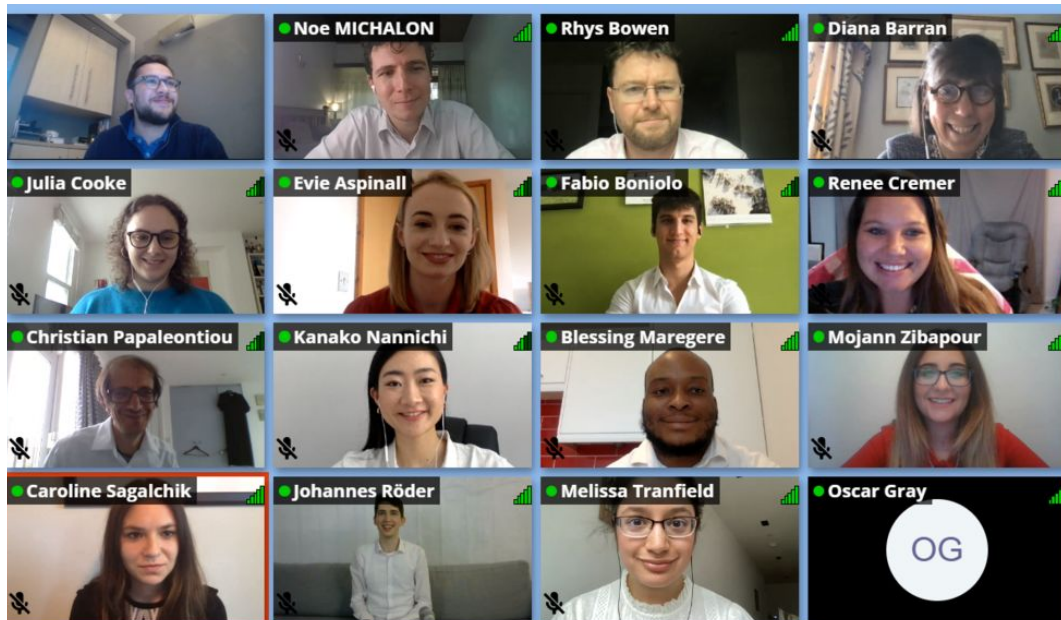 Noe MICHALON
Rhys Bowen
Diana Barran
Julia Cooke
Evie Aspinall
Fabio Boniolo
Renee Cremer
Christian Papaleontiou
Kanako Nannichi
Blessing Maregere
Mojann Zibapour
Caroline Sagalchik
Johannes Röder
Melissa Tranfield
Oscar Gray
OG